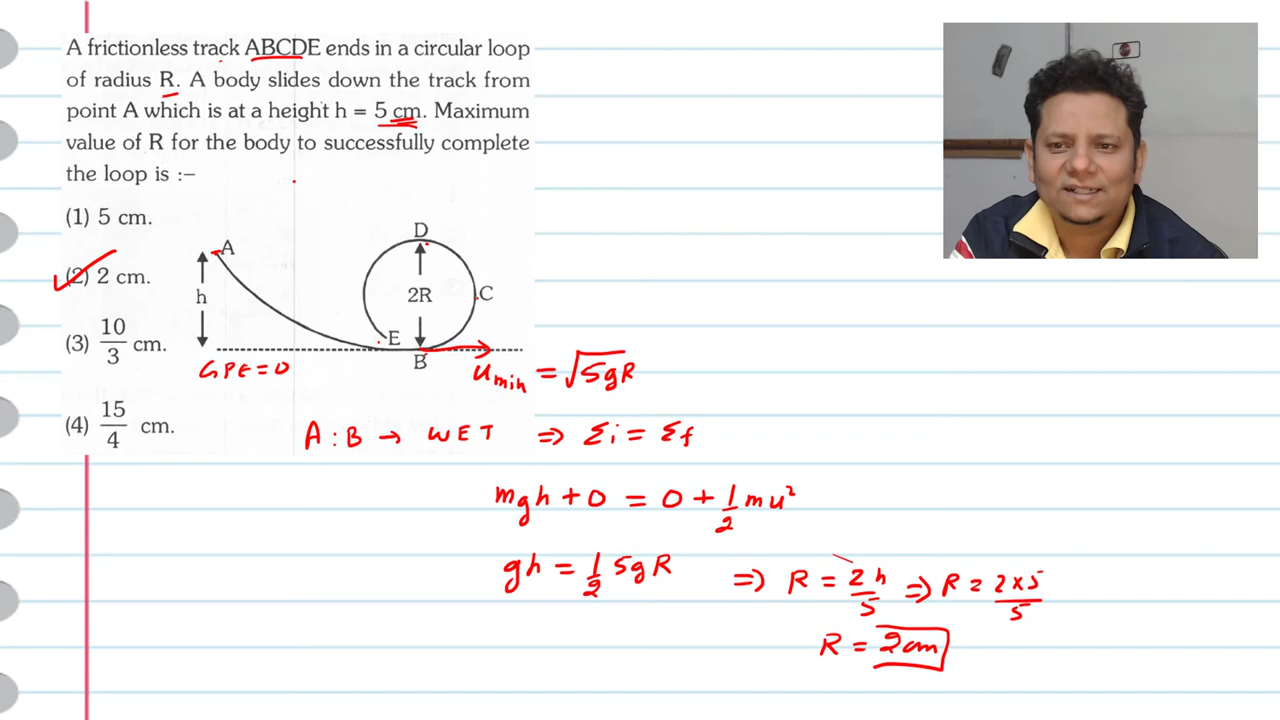 A frictionless track ABCDE ends in a circular loop
of radius R. A body slides down the track from
point A which is at a height h = 5 cm. Maximum
value of R for the body to successfully complete
the loop is :–
(1) 5 cm.
(2) 2 cm.
(3) 10/3 cm.
(4) 15/4 cm.
A
h
D
2R
C
E
B
GPE = 0
u min = √5gR
A : B → WET ⇒ Σi = Σf
mgh + 0 = 0 + 1/2 mu²
gh = 1/2 5gR ⇒ R = 2h/5 ⇒ R = 2×5/5
R = 2cm